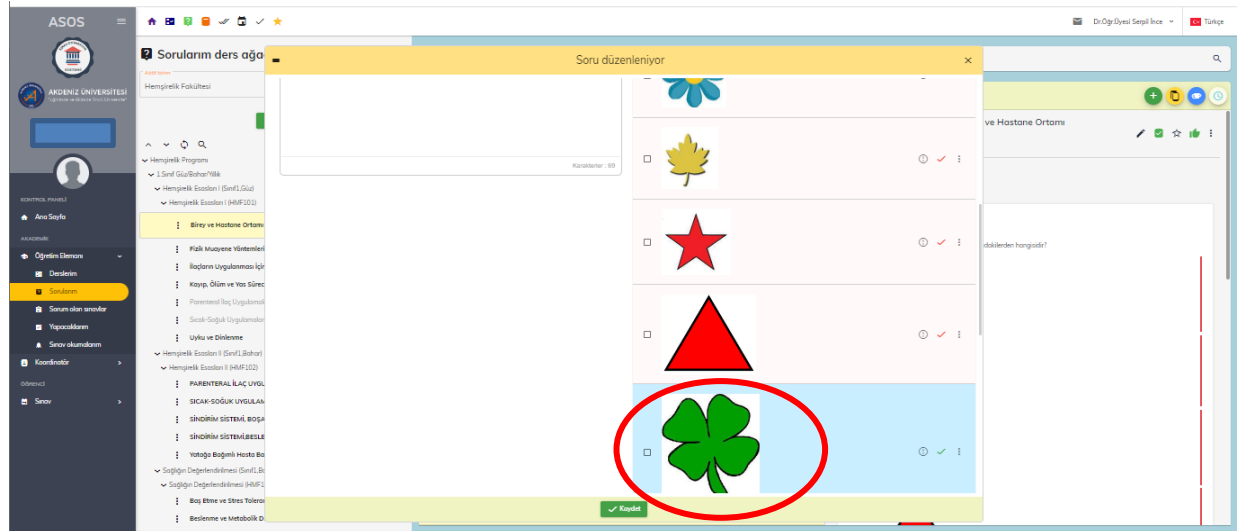 ASOS
Dr.Öğr.Üyesi Serpil İnce
Türkçe
AKDENİZ ÜNİVERSİTESİ
KONTROL PANELİ
Ana Sayfa
AKADEMİK
Öğretim Elemanı
Derslerim
Sorularım
Sorum olan sınavlar
Yapacaklarım
Sınav okumalarım
Koordinatör
ÖĞRENCİ
Sınav
Sorularım ders ağa
Hemşirelik Fakültesi
Hemşirelik Programı
1.Sınıf Güz/Bahar/Yıllık
Hemşirelik Esasları I (Sınıf1,Güz)
Hemşirelik Esasları I (HMF101)
Birey ve Hastane Ortamı
Fizik Muayene Yöntemleri
İlaçların Uygulanması İçin
Kayıp, Ölüm ve Yas Sürec
Parenteral İlaç Uygulamal
Sıcak-Soğuk Uygulamalar
Uyku ve Dinlenme
Hemşirelik Esasları II (Sınıf1,Bahar)
Hemşirelik Esasları II (HMF102)
PARENTERAL İLAÇ UYGU
SICAK-SOĞUK UYGULAM
SİNDİRİM SİSTEMİ, BOŞA
SİNDİRİM SİSTEMİ,BESLE
Yatağa Bağımlı Hasta Ba
Sağlığın Değerlendirilmesi (Sınıf1,Ba
Sağlığın Değerlendirilmesi (HMF1
Baş Etme ve Stres Toleran
Beslenme ve Metabolik D
Soru düzenleniyor
Karakterler : 69
Kaydet
ve Hastane Ortamı
dakilerden hangisidir?